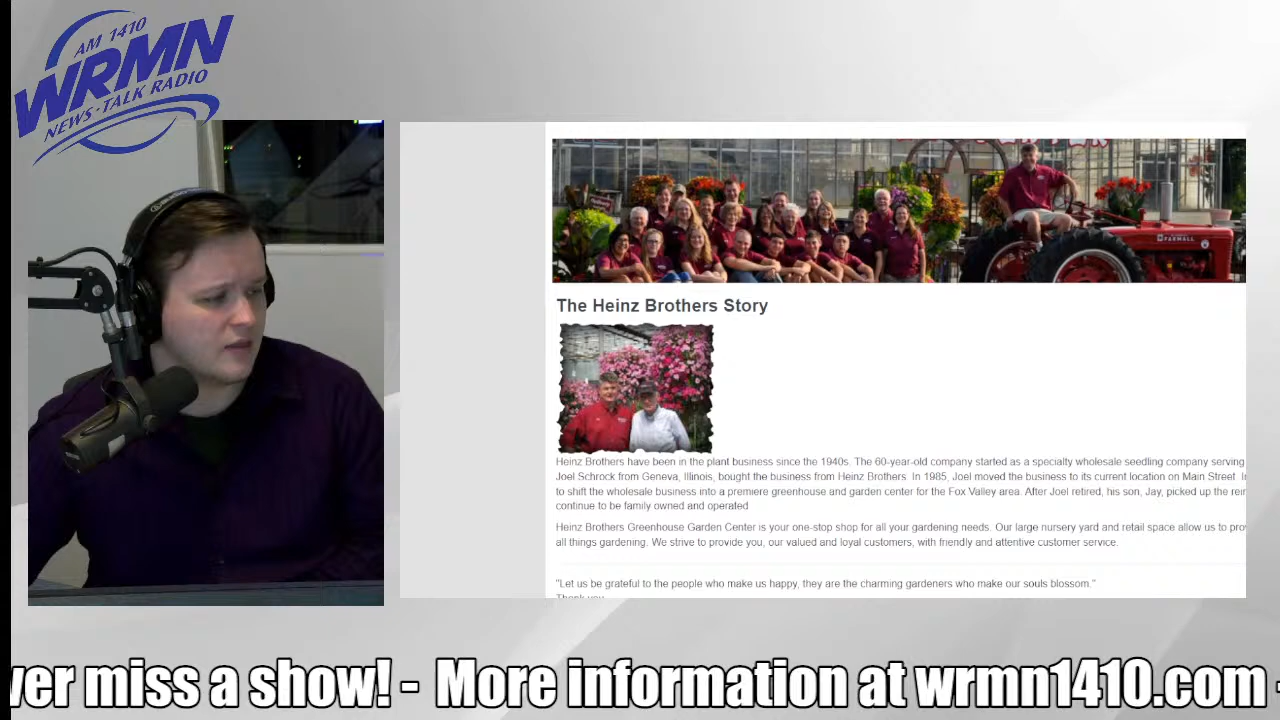 AM 1410
WRMN
NEWS-TALK RADIO
FARMALL
The Heinz Brothers Story
Heinz Brothers have been in the plant business since the 1940s. The 60-year-old company started as a specialty wholesale seedling company serving
Joel Schrock from Geneva, Illinois, bought the business from Heinz Brothers. In 1985, Joel moved the business to its current location on Main Street.
to shift the wholesale business into a premiere greenhouse and garden center for the Fox Valley area. After Joel retired, his son, Jay, picked up the rei
continue to be family owned and operated
Heinz Brothers Greenhouse Garden Center is your one-stop shop for all your gardening needs. Our large nursery yard and retail space allow us to pro
all things gardening. We strive to provide you, our valued and loyal customers, with friendly and attentive customer service.
"Let us be grateful to the people who make us happy, they are the charming gardeners who make our souls blossom."
Thank you
ver miss a show! - More information at wrmn1410.com -